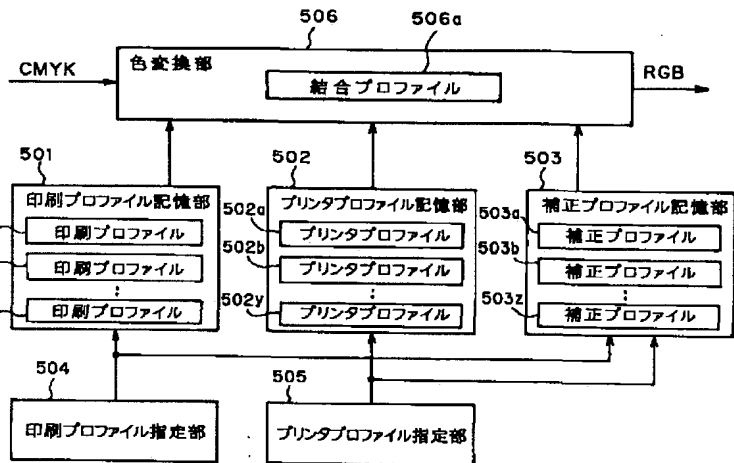 506
506a
CMYK
色変換部
結合プロファイル
RGB
501
502
503
印刷プロファイル記憶部
プリンタプロファイル記憶部
補正プロファイル記憶部
印刷プロファイル
502a
プリンタプロファイル
503a
補正プロファイル
印刷プロファイル
502b
プリンタプロファイル
503b
補正プロファイル
印刷プロファイル
502y
プリンタプロファイル
503z
補正プロファイル
504
505
印刷プロファイル指定部
プリンタプロファイル指定部